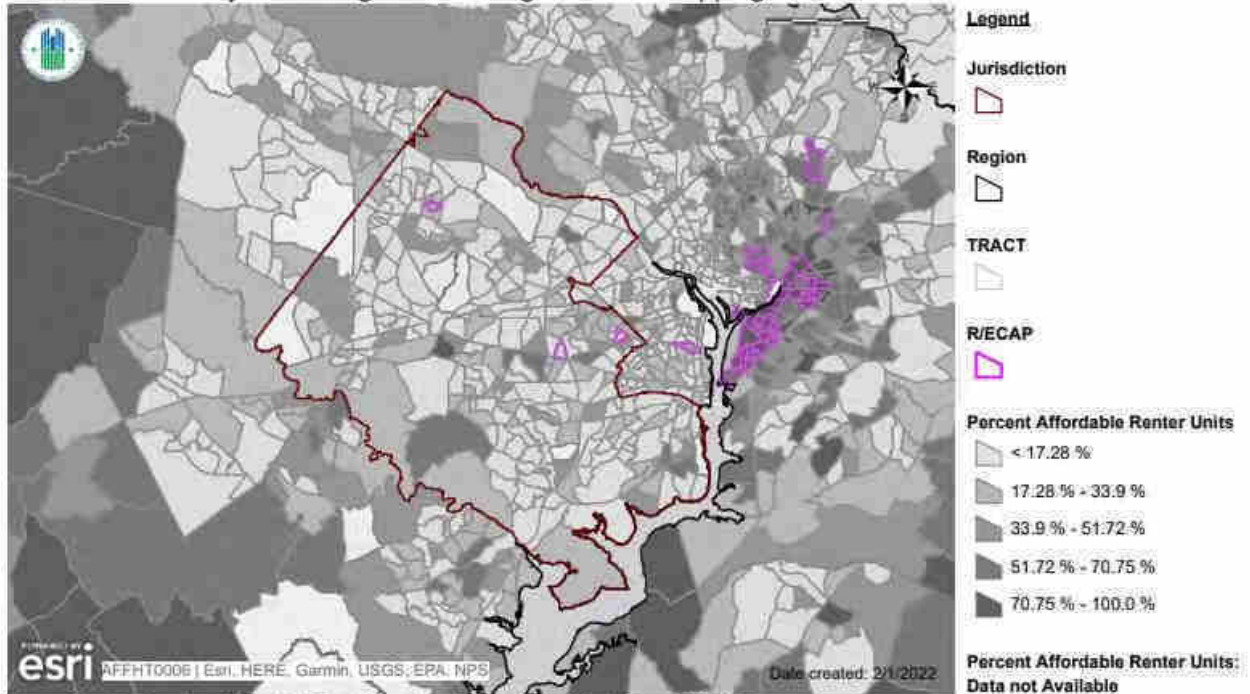 Legend
Jurisdiction
Region
TRACT
R/ECAP
Percent Affordable Renter Units
< 17.28 %
17.28 % - 33.9 %
33.9 % - 51.72 %
51.72 % - 70.75 %
70.75 % - 100.0 %
Percent Affordable Renter Units:
Data not Available
POWERED BY
esri
AFFHT0006 | Esri, HERE, Garmin, USGS, EPA, NPS
Date created: 2/1/2022